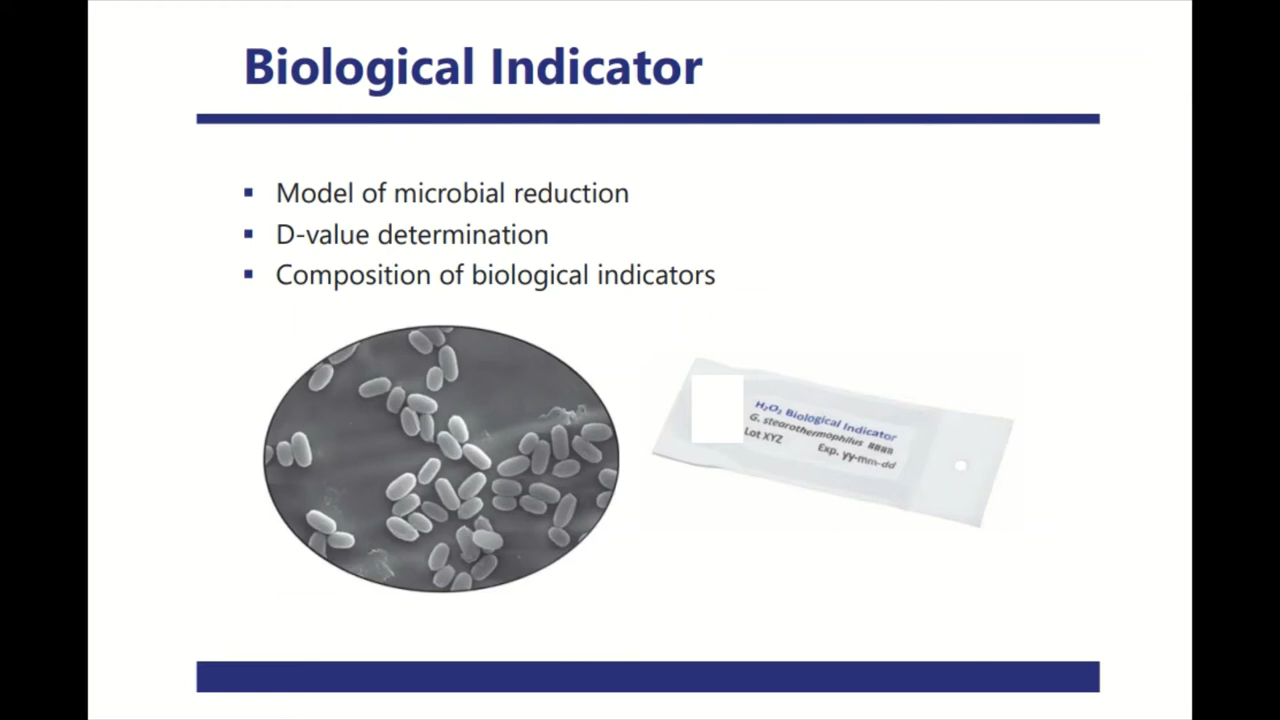 Biological Indicator
▪ Model of microbial reduction
▪ D-value determination
▪ Composition of biological indicators
H₂O₂ Biological Indicator
G. stearothermophilus ####
Lot XYZ
Exp. yy-mm-dd